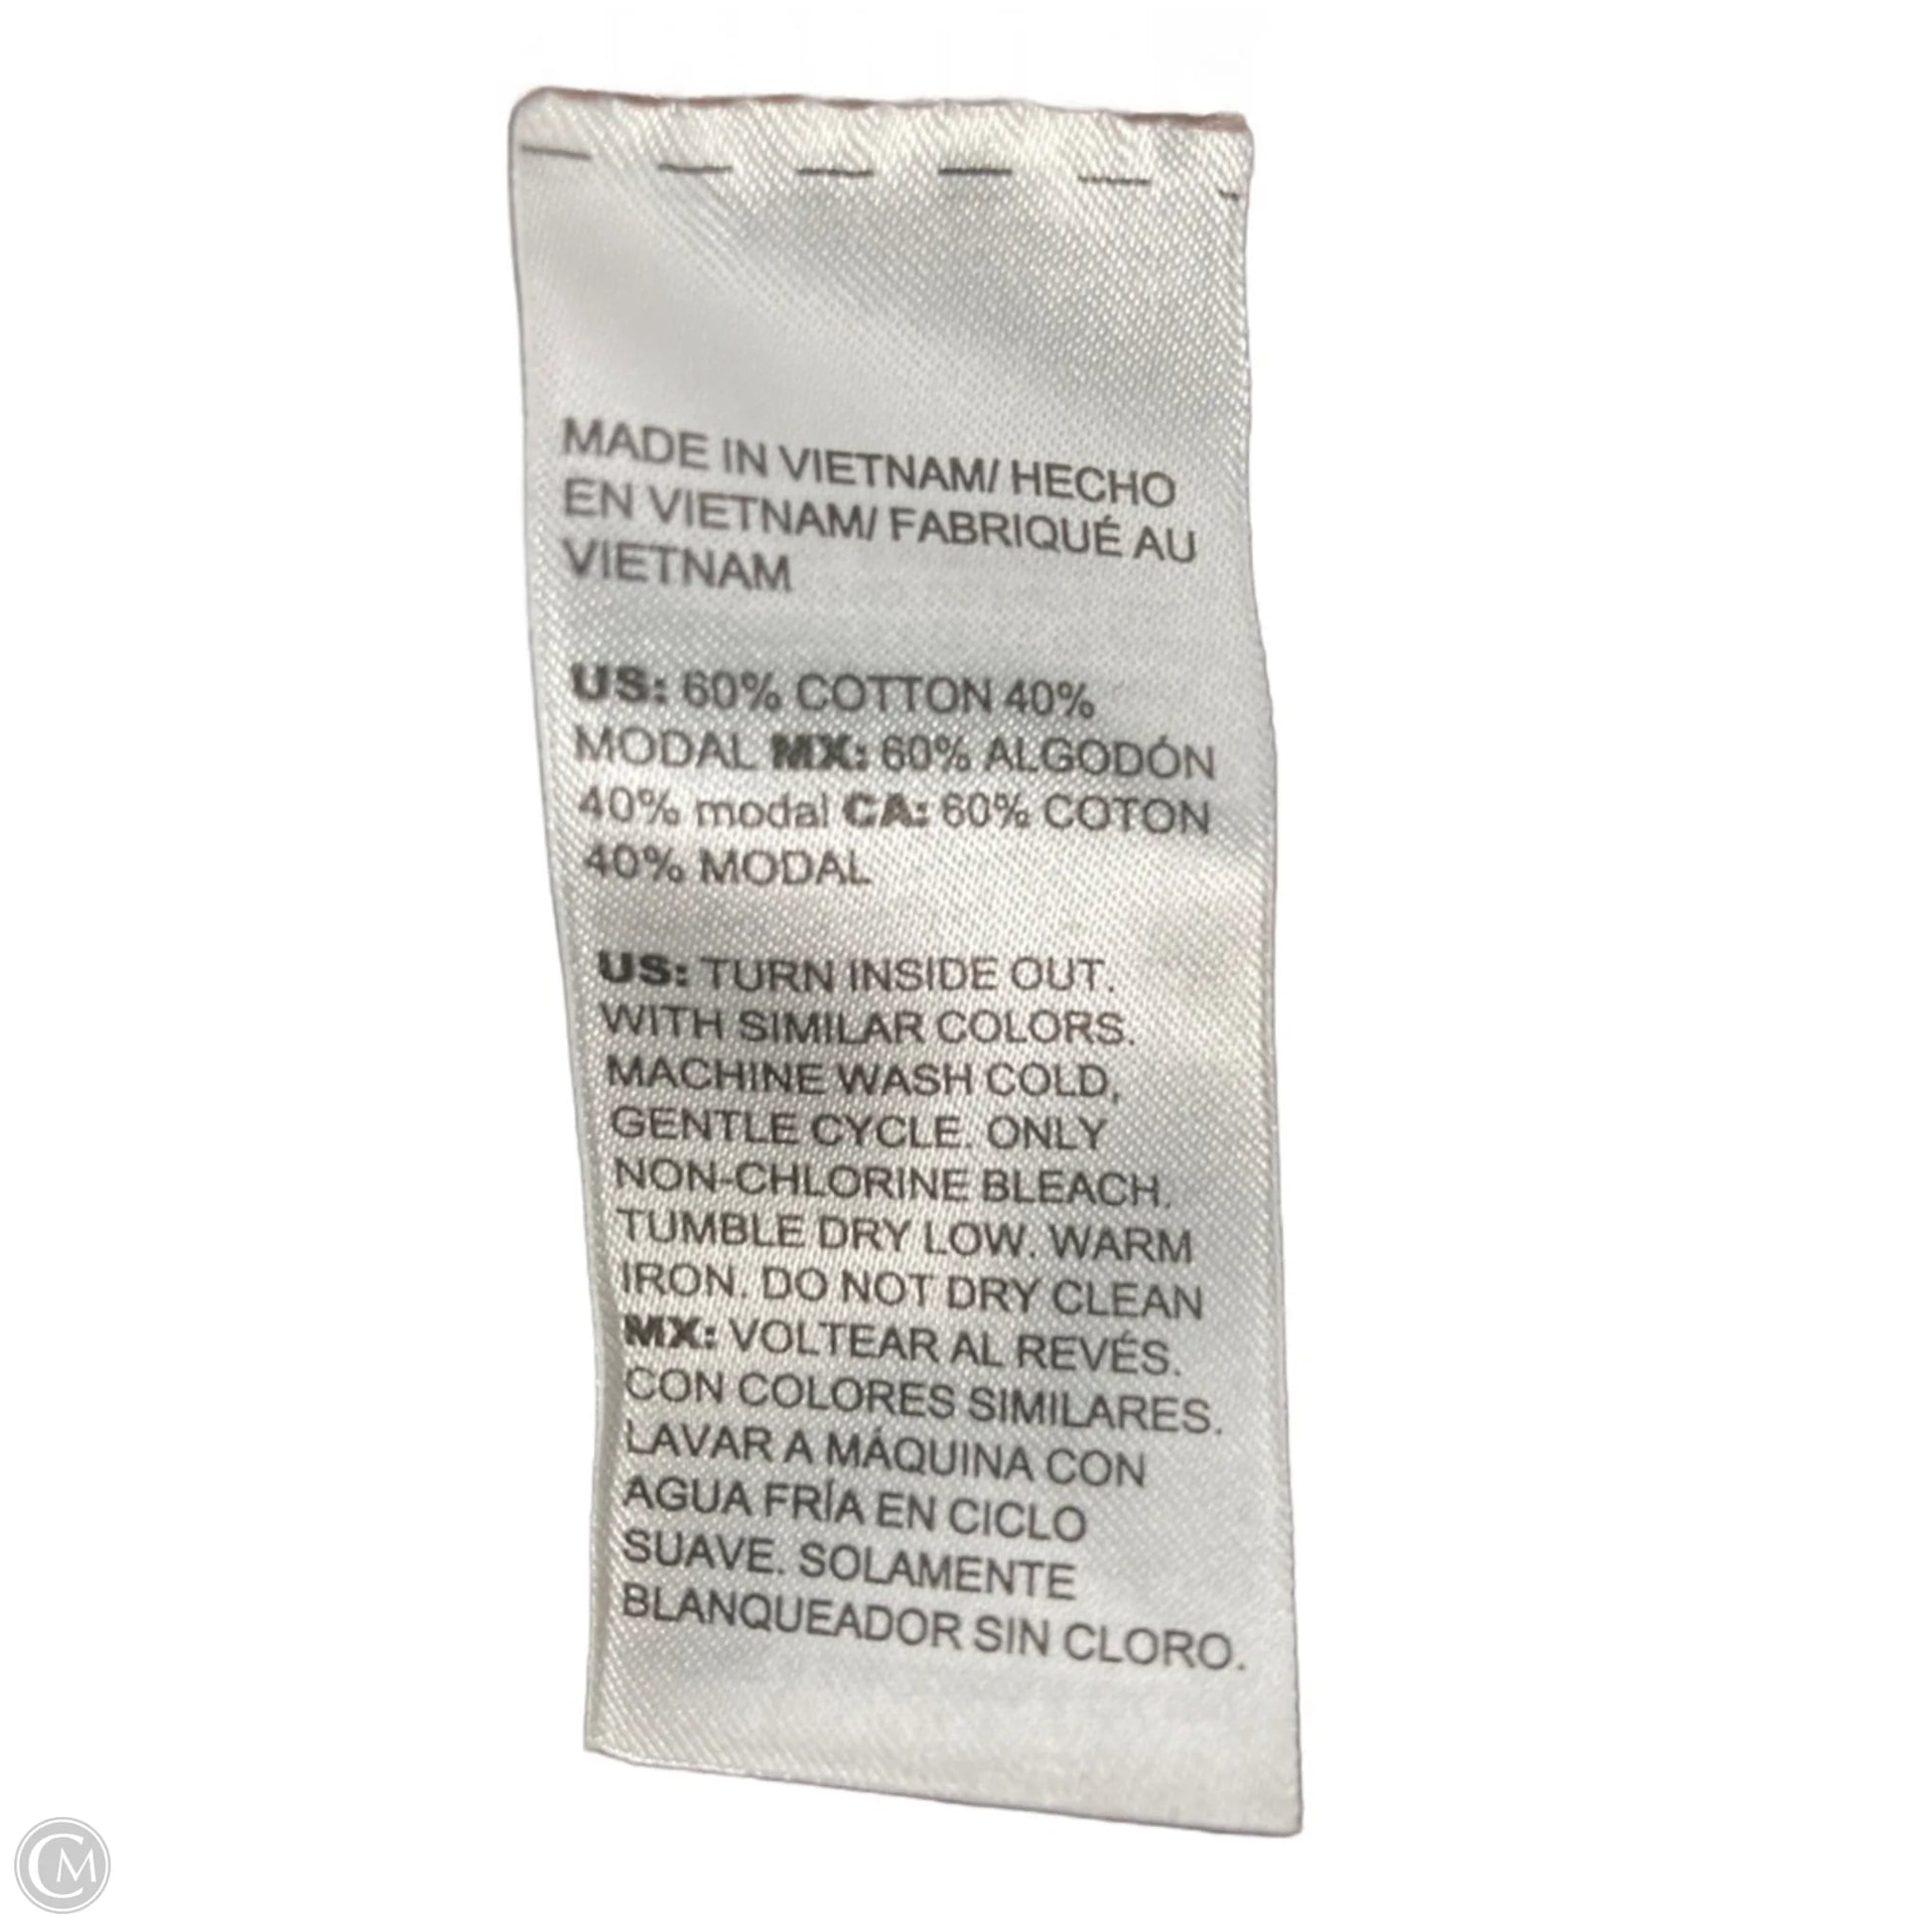 MADE IN VIETNAM/ HECHO
EN VIETNAM/ FABRIQUÉ AU
VIETNAM
US: 60% COTTON 40%
MODAL MX: 60% ALGODÓN
40% modal CA: 60% COTON
40% MODAL
US: TURN INSIDE OUT.
WITH SIMILAR COLORS.
MACHINE WASH COLD,
GENTLE CYCLE. ONLY
NON-CHLORINE BLEACH.
TUMBLE DRY LOW. WARM
IRON. DO NOT DRY CLEAN
MX: VOLTEAR AL REVÉS.
CON COLORES SIMILARES.
LAVAR A MÁQUINA CON
AGUA FRÍA EN CICLO
SUAVE. SOLAMENTE
BLANQUEADOR SIN CLORO.
CM